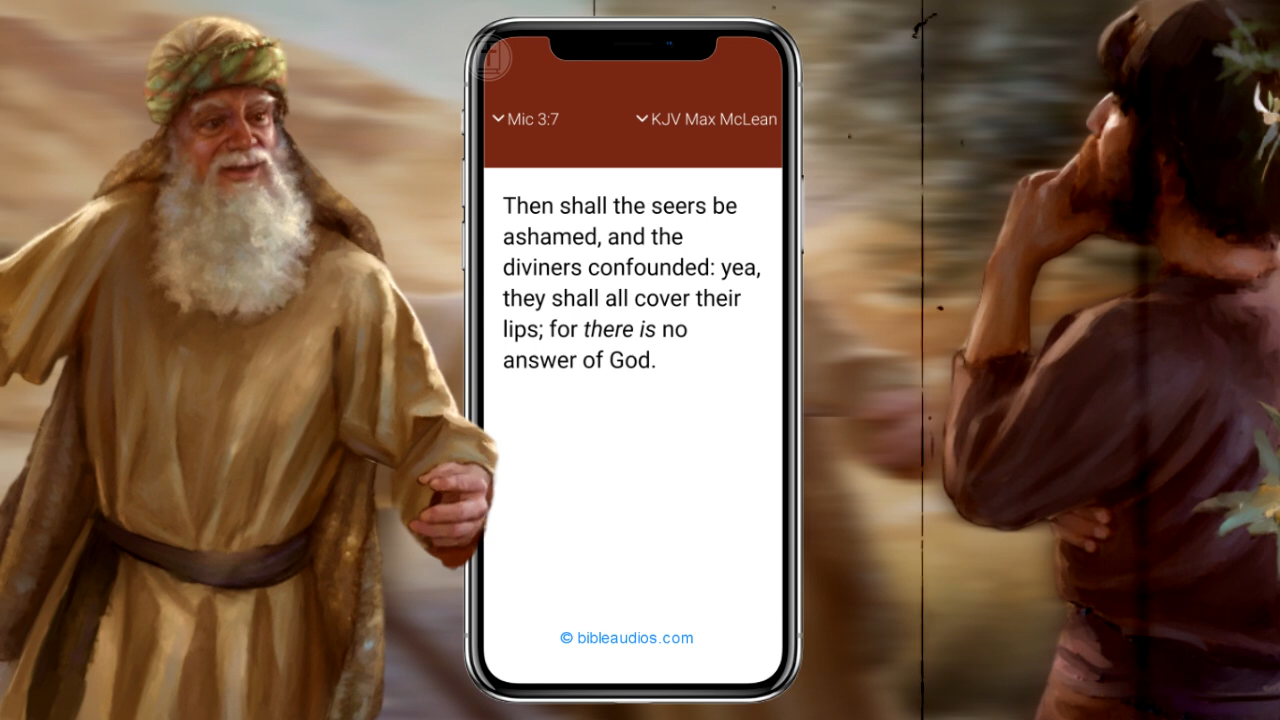 Mic 3:7
KJV Max McLean
Then shall the seers be
ashamed, and the
diviners confounded: yea,
they shall all cover their
lips; for there is no
answer of God.
© bibleaudios.com